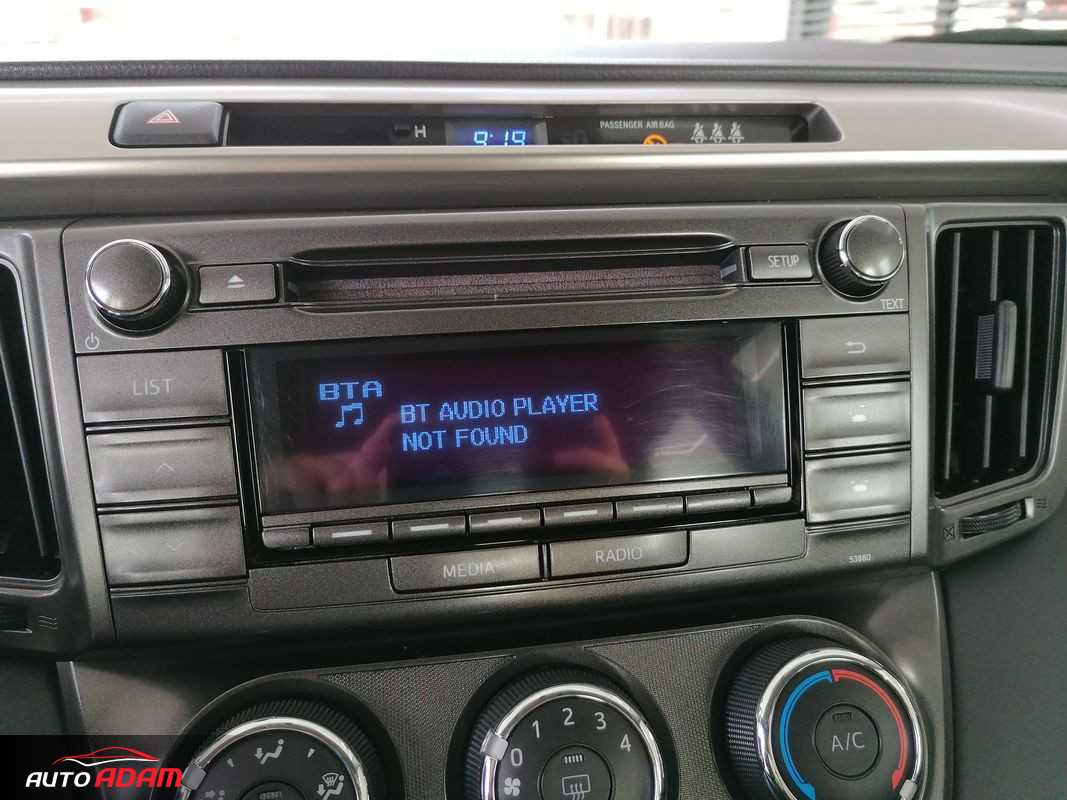 H
9:19
PASSENGER AIR BAG
SETUP
TEXT
LIST
BTA
BT AUDIO PLAYER
NOT FOUND
MEDIA
RADIO
53880
0 1 2 3 4
A/C
AUTO ADAM